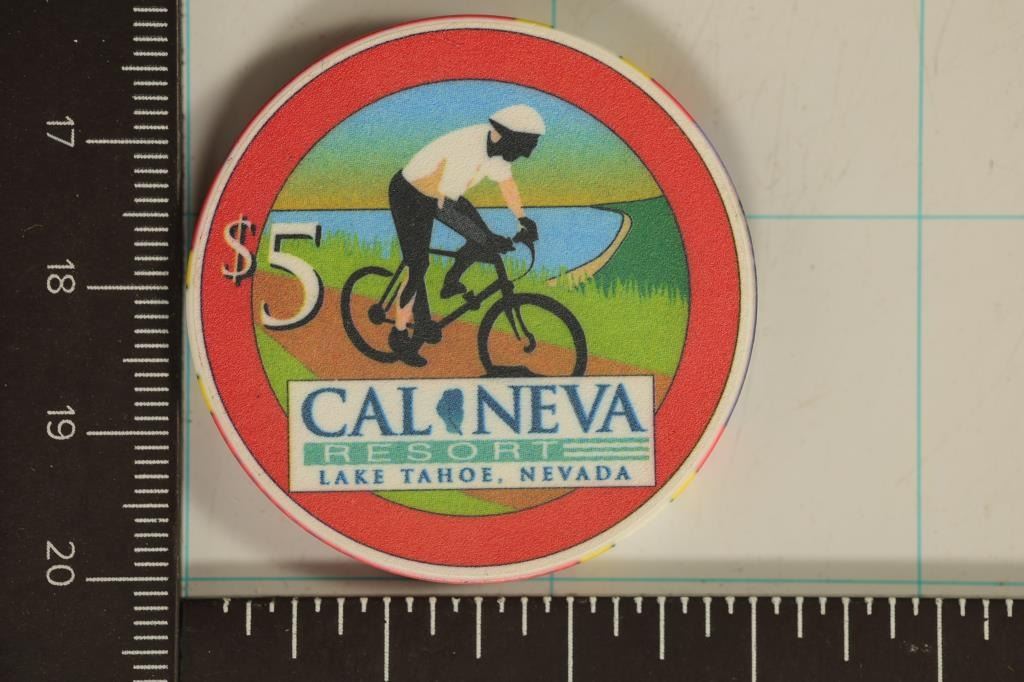 17
18
19
20
$5
CAL NEVA
RESORT
LAKE TAHOE, NEVADA